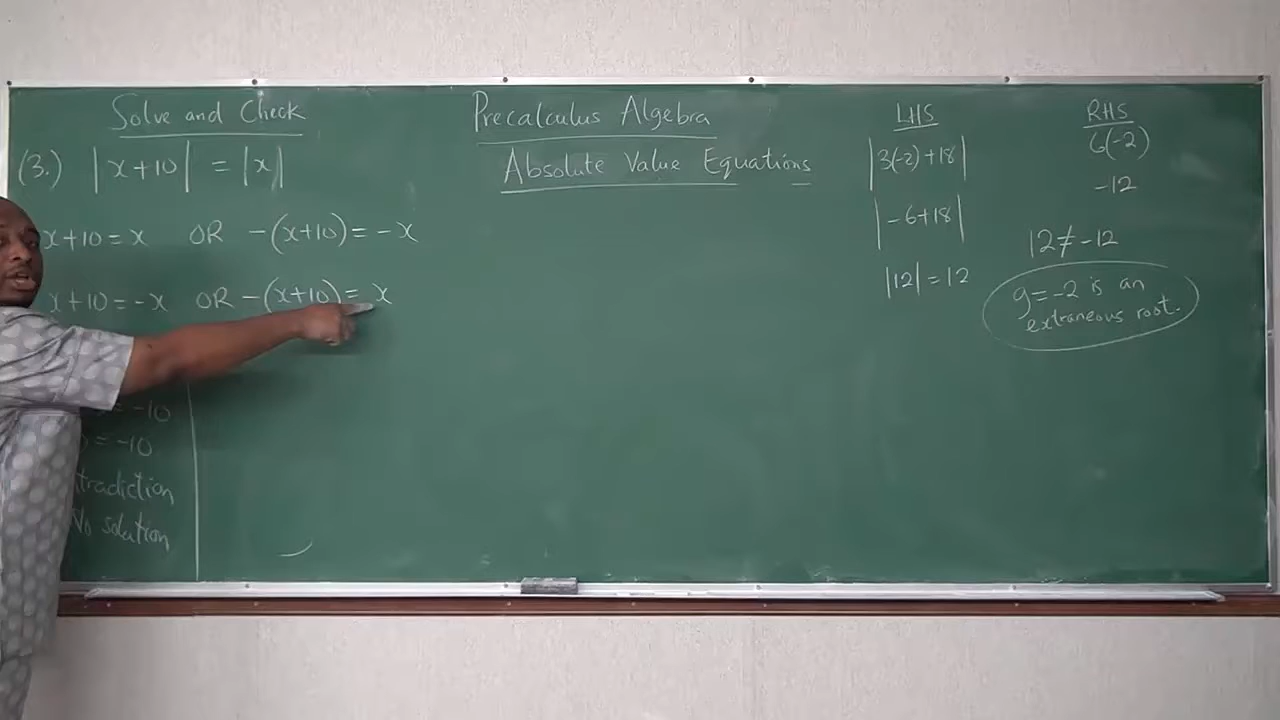 Solve and Check
(3.) |x+10| = |x|
x+10 = x OR -(x+10) = -x
x+10 = -x OR -(x+10) = x
= -10
= -10
tradiction
No solution
Precalculus Algebra
Absolute Value Equations
LHS
|3(-2)+18|
|-6+18|
|12| = 12
RHS
6(-2)
-12
12 ≠ -12
g = -2 is an
extraneous root.